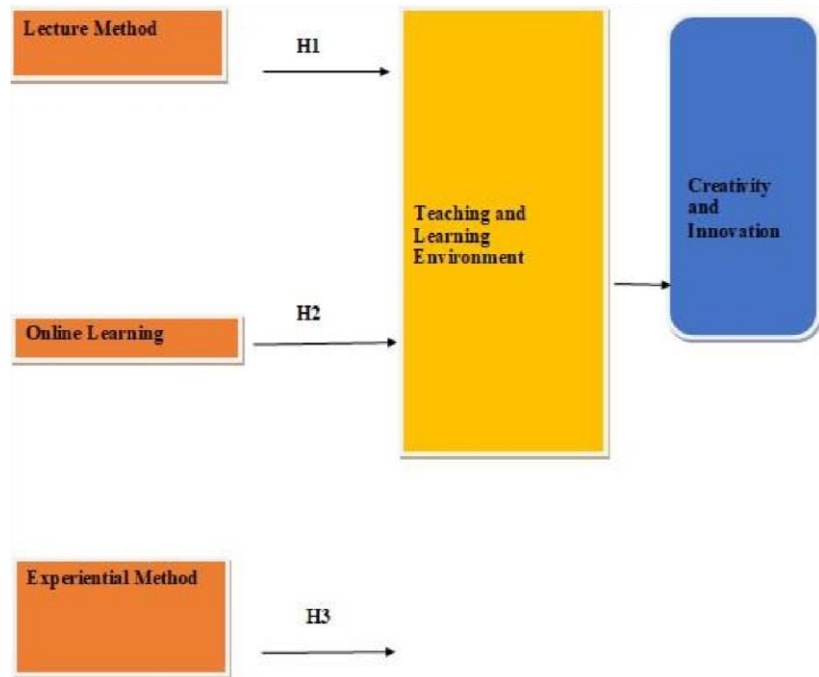 Lecture Method
H1
Teaching and
Learning
Environment
Creativity
and
Innovation
Online Learning
H2
Experiential Method
H3